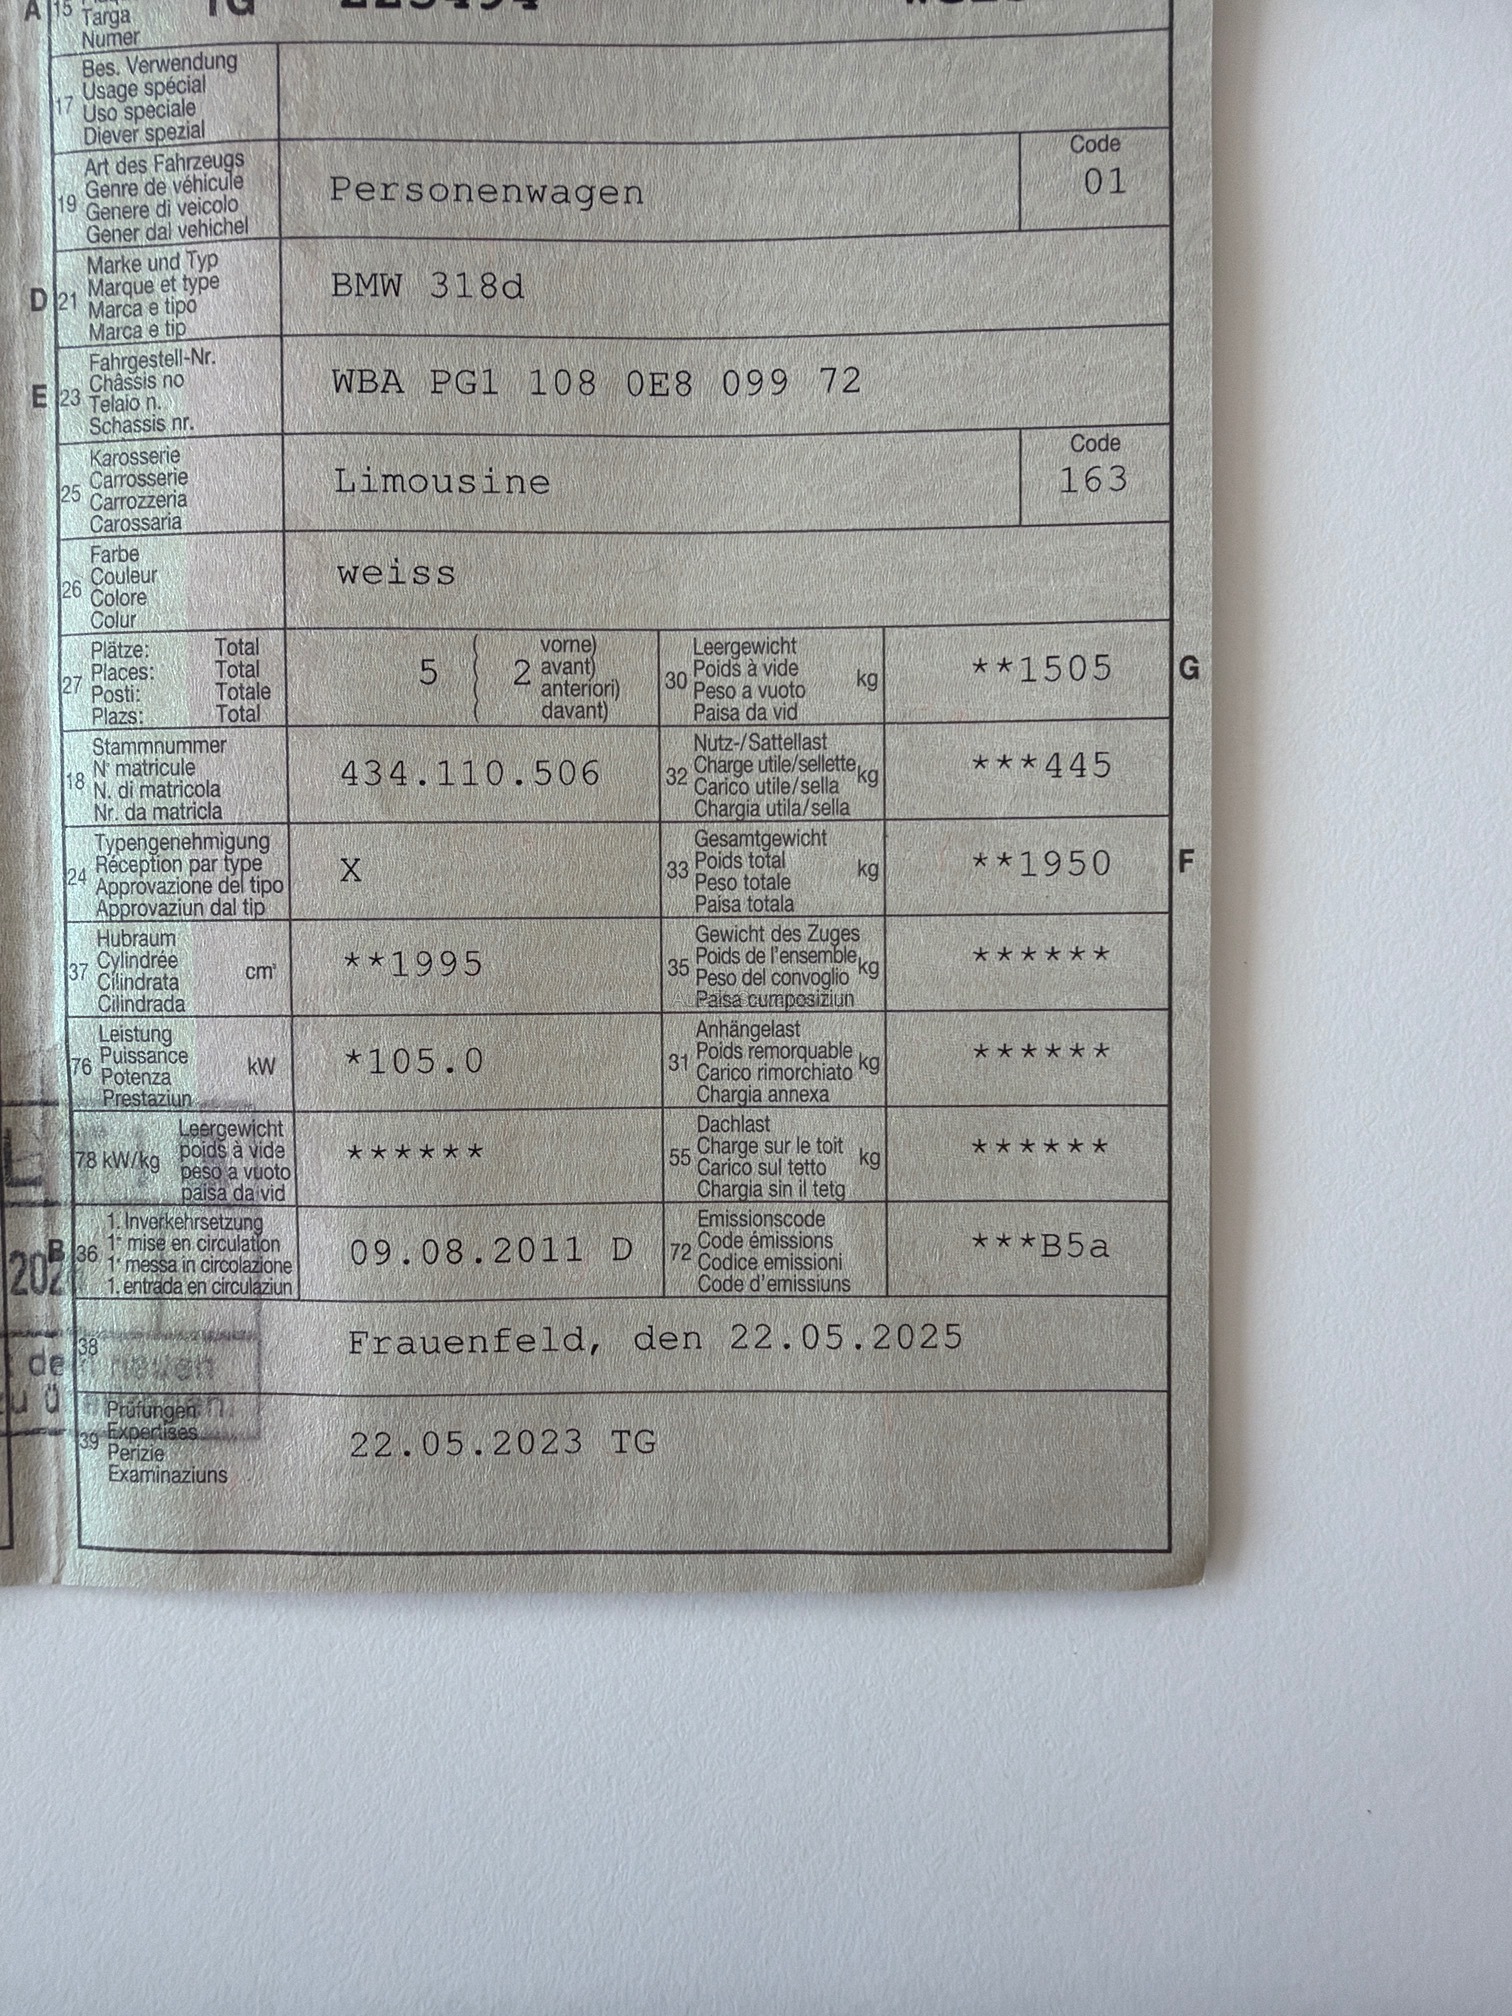 A 15 Targa TG
Numer
17 Bes. Verwendung
Usage spécial
Uso speciale
Diever spezial
19 Art des Fahrzeugs
Genre de véhicule
Genere di veicolo
Gener dal vehichel
Personenwagen
Code
01
D 21 Marke und Typ
Marque et type
Marca e tipo
Marca e tip
BMW 318d
E 23 Fahrgestell-Nr.
Châssis no
Telaio n.
Schassis nr.
WBA PG1 108 0E8 099 72
25 Karosserie
Carrosserie
Carrozzeria
Carossaria
Limousine
Code
163
26 Farbe
Couleur
Colore
Colur
weiss
27 Plätze: Total
Places: Total
Posti: Totale
Plazs: Total
5 2 vorne)
avant)
anteriori)
davant)
30 Leergewicht
Poids à vide
Peso a vuoto
Paisa da vid
kg
**1505 G
18 Stammnummer
N° matricule
N. di matricola
Nr. da matricla
434.110.506
32 Nutz-/Sattellast
Charge utile/sellette
Carico utile/sella
Chargia utila/sella
kg
***445
24 Typengenehmigung
Réception par type
Approvazione del tipo
Approvaziun dal tip
X
33 Gesamtgewicht
Poids total
Peso totale
Paisa totala
kg
**1950 F
37 Hubraum
Cylindrée
Cilindrata
Cilindrada
cm³
**1995
35 Gewicht des Zuges
Poids de l'ensemble
Peso del convoglio
Paisa cumposiziun
kg
******
76 Leistung
Puissance
Potenza
Prestaziun
kW
*105.0
31 Anhängelast
Poids remorquable
Carico rimorchiato
Chargia annexa
kg
******
78 kW/kg
Leergewicht
poids à vide
peso a vuoto
paisa da vid
******
55 Dachlast
Charge sur le toit
Carico sul tetto
Chargia sin il tetg
kg
******
B 36 1. Inverkehrsetzung
1e mise en circulation
1a messa in circolazione
1. entrada en circulaziun
09.08.2011 D
72 Emissionscode
Code émissions
Codice emissioni
Code d'emissiuns
***B5a
38
Frauenfeld, den 22.05.2025
39 Prüfungen
Expertises
Perizie
Examinaziuns
22.05.2023 TG